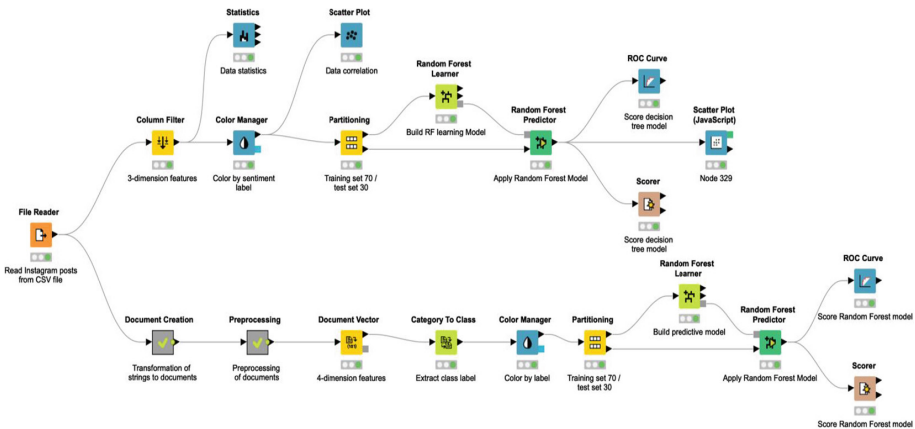 Statistics
Data statistics
Scatter Plot
Data correlation
Column Filter
3-dimension features
Color Manager
Color by sentiment
label
Partitioning
Training set 70 /
test set 30
Random Forest
Learner
Build RF learning Model
Random Forest
Predictor
Apply Random Forest Model
ROC Curve
Score decision
tree model
Scatter Plot
(JavaScript)
Node 329
Scorer
Score decision
tree model
File Reader
Read Instagram posts
from CSV file
Document Creation
Transformation of
strings to documents
Preprocessing
Preprocessing
of documents
Document Vector
4-dimension features
Category To Class
Extract class label
Color Manager
Color by label
Partitioning
Training set 70 /
test set 30
Random Forest
Learner
Build predictive model
Random Forest
Predictor
Apply Random Forest Model
ROC Curve
Score Random Forest model
Scorer
Score Random Forest model